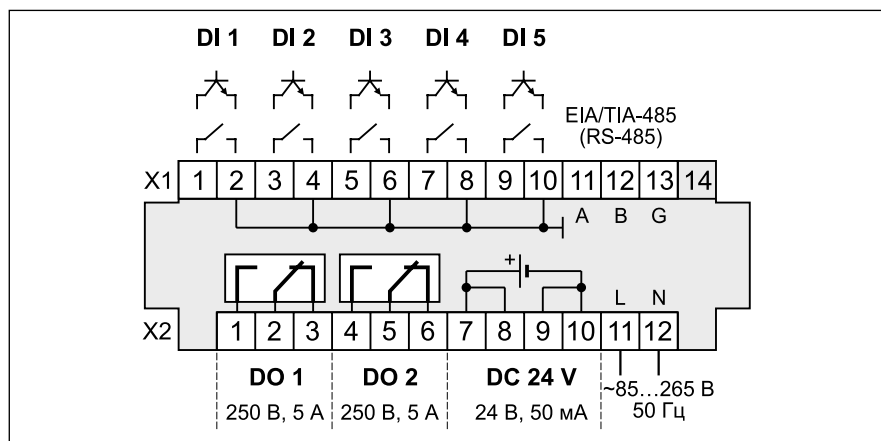 DI 1 DI 2 DI 3 DI 4 DI 5
EIA/TIA-485
(RS-485)
X1 1 2 3 4 5 6 7 8 9 10 11 12 13 14
A B G
+
L N
X2 1 2 3 4 5 6 7 8 9 10 11 12
DO 1 DO 2 DC 24 V
~85...265 В
250 В, 5 А 250 В, 5 А 24 В, 50 мА 50 Гц